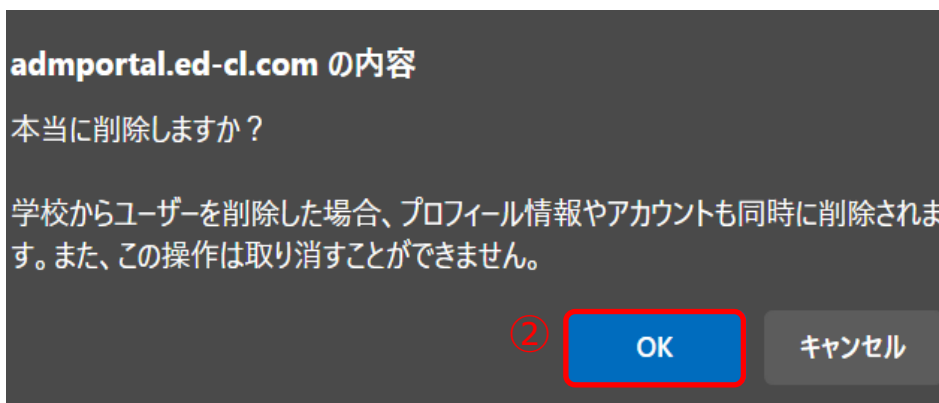 admportal.ed-cl.com の内容
本当に削除しますか？
学校からユーザーを削除した場合、プロフィール情報やアカウントも同時に削除されま
す。また、この操作は取り消すことができません。
② OK キャンセル